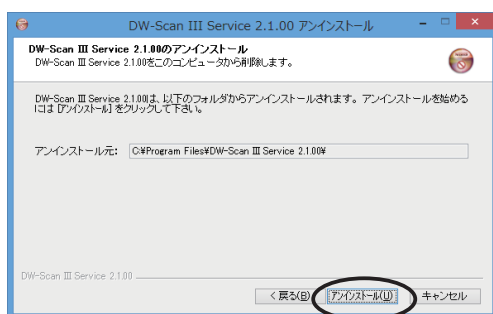 DW-Scan Ⅲ Service 2.1.00 アンインストール
DW-Scan Ⅲ Service 2.1.00のアンインストール
DW-Scan Ⅲ Service 2.1.00をこのコンピュータから削除します。
DW-Scan Ⅲ Service 2.1.00は、以下のフォルダからアンインストールされます。アンインストールを始める
には [アンインストール] をクリックして下さい。
アンインストール元: C:¥Program Files¥DW-Scan Ⅲ Service 2.1.00¥
DW-Scan Ⅲ Service 2.1.00
< 戻る(B) アンインストール(U) キャンセル